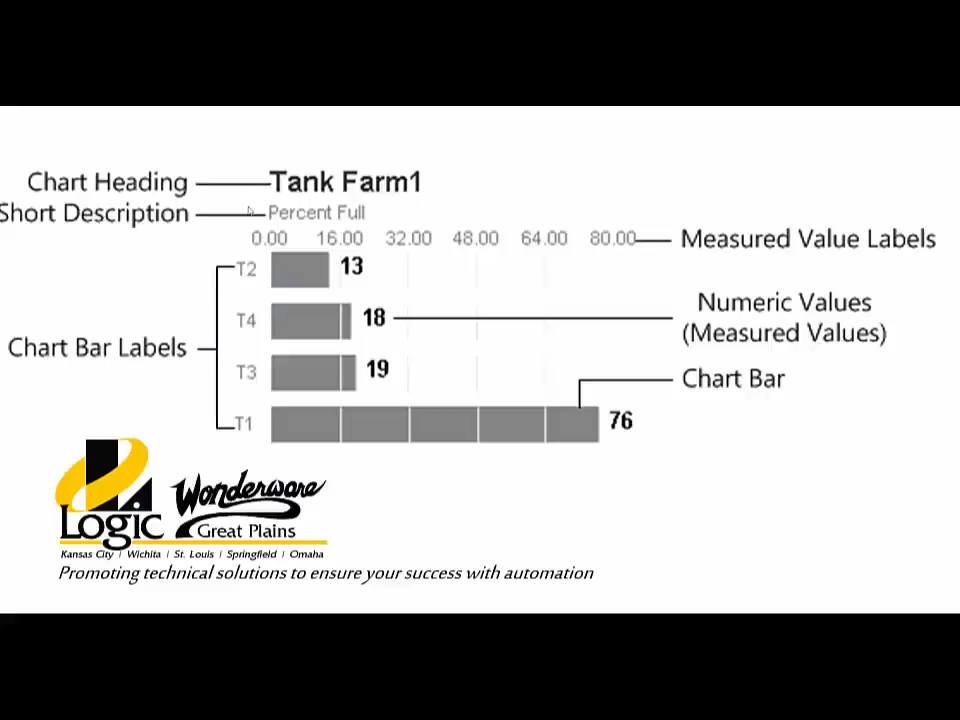 Chart Heading
Tank Farm1
Short Description
Percent Full
0.00 16.00 32.00 48.00 64.00 80.00
Measured Value Labels
T2
13
T4
18
Numeric Values
(Measured Values)
Chart Bar Labels
T3
19
Chart Bar
T1
76
Logic
Wonderware
Great Plains
Kansas City | Wichita | St. Louis | Springfield | Omaha
Promoting technical solutions to ensure your success with automation